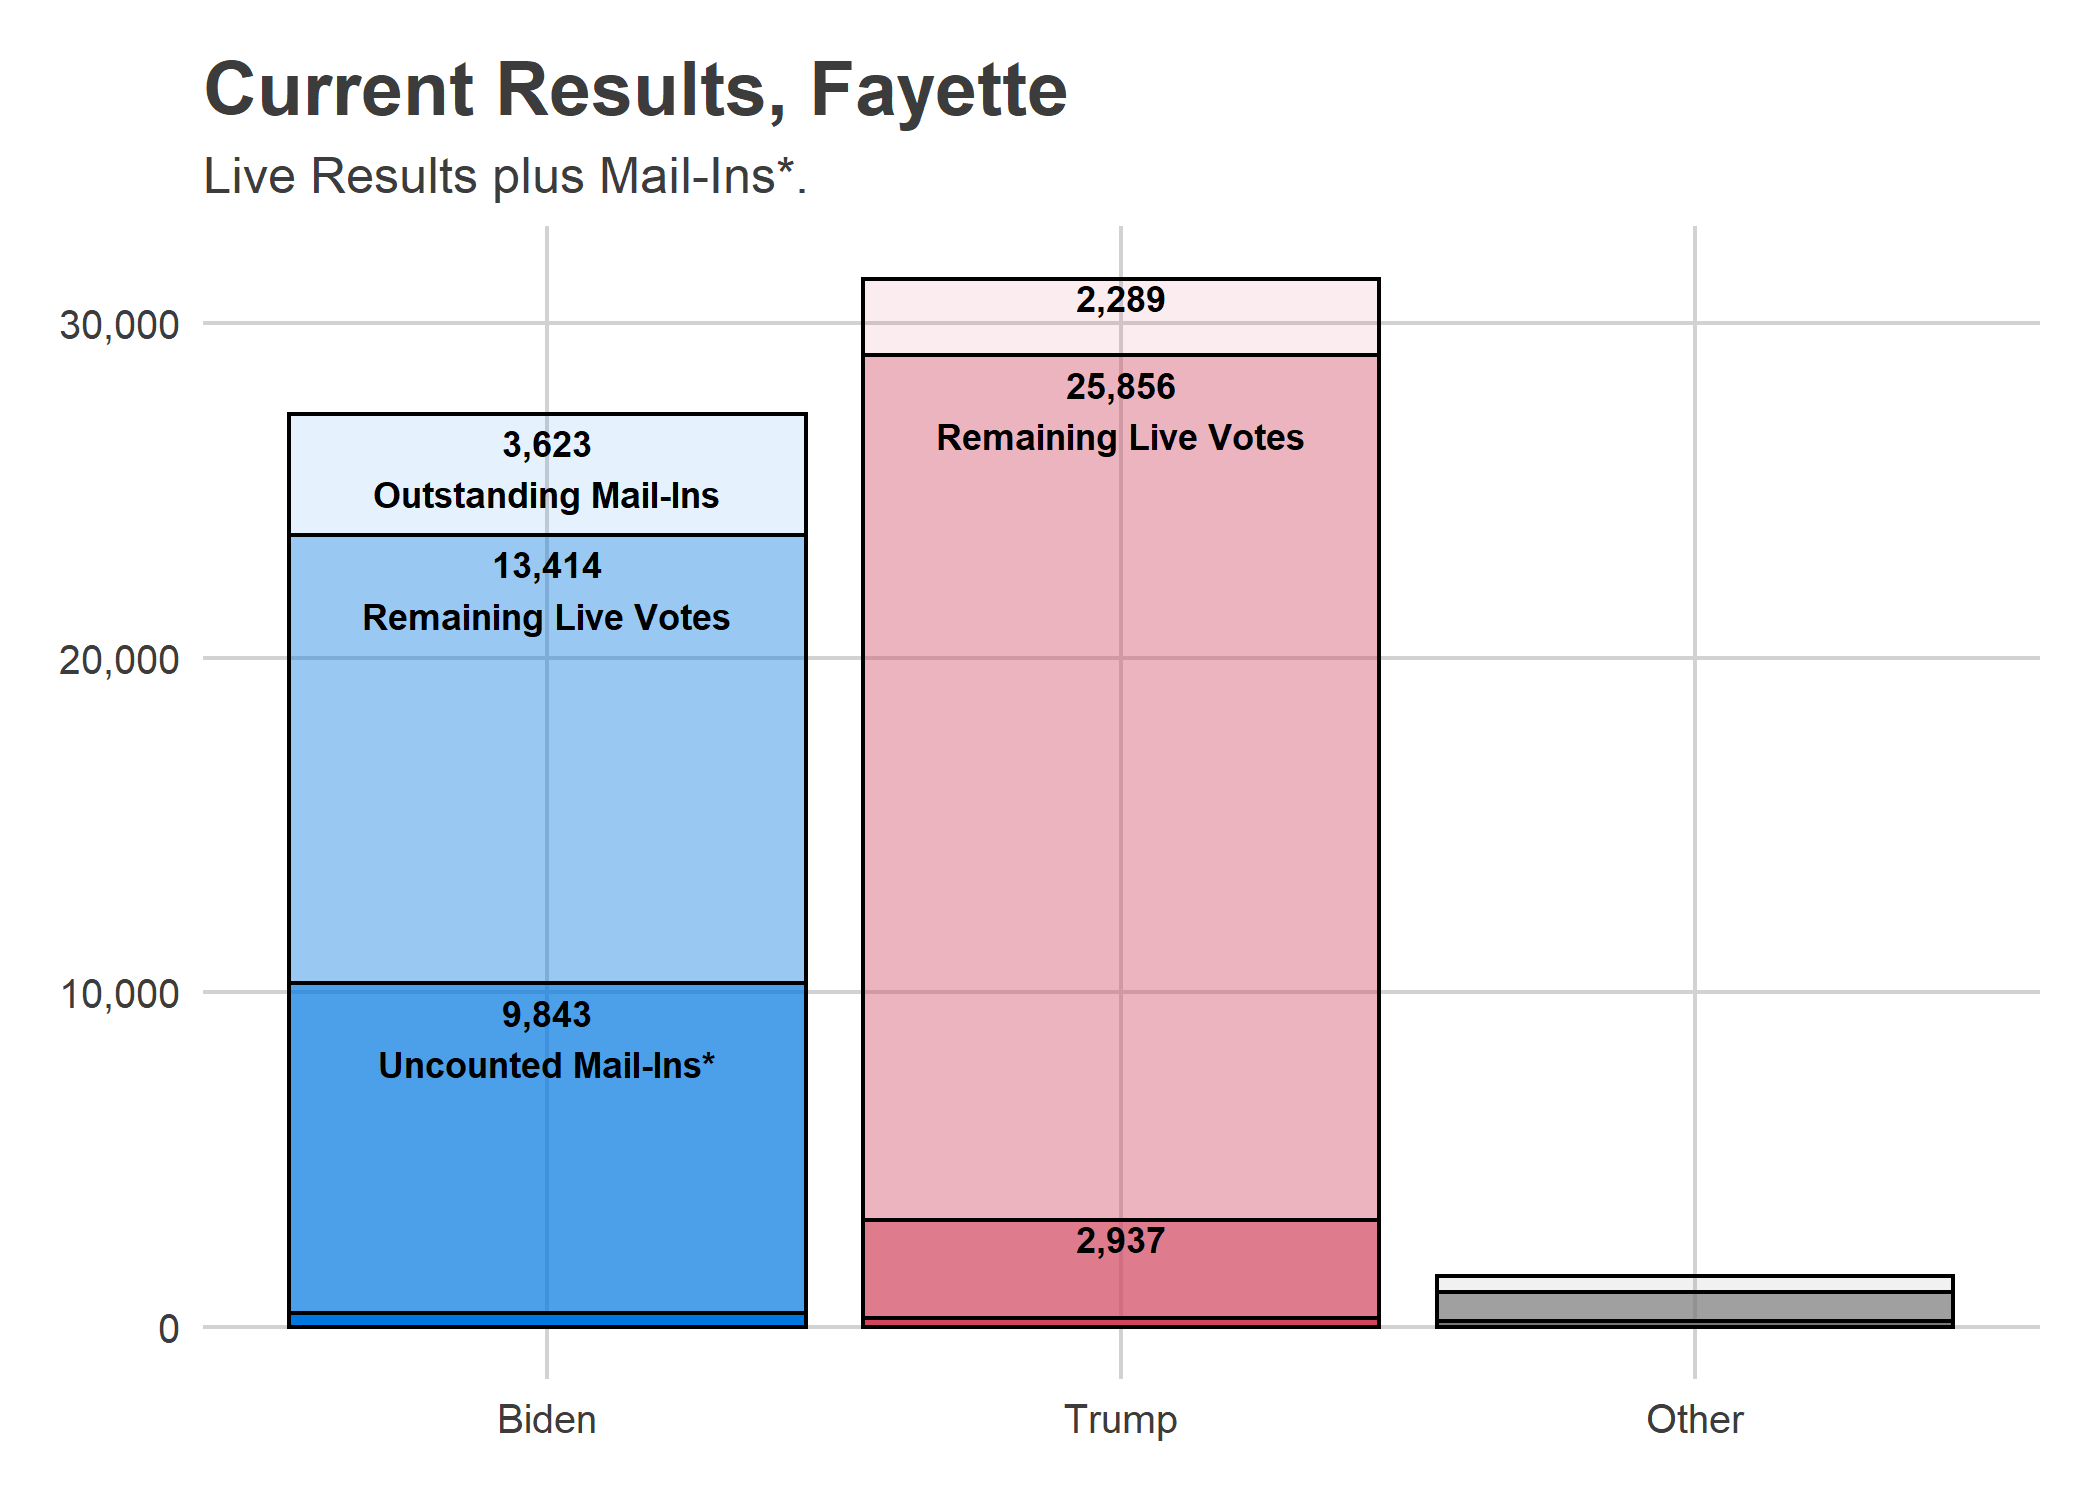 Current Results, Fayette
Live Results plus Mail-Ins*.
30,000
20,000
10,000
0
3,623
Outstanding Mail-Ins
13,414
Remaining Live Votes
9,843
Uncounted Mail-Ins*
2,289
25,856
Remaining Live Votes
2,937
Biden
Trump
Other